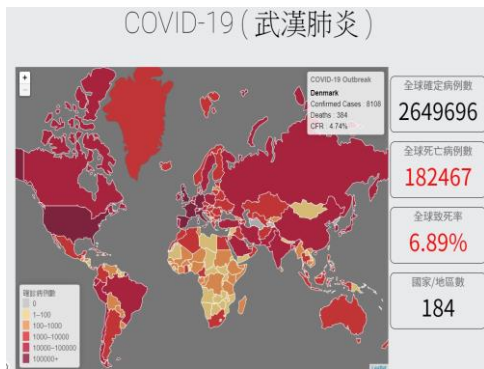 COVID-19 ( 武漢肺炎 )
+
−
COVID-19 Outbreak
Denmark
Confirmed Cases : 8108
Deaths : 384
CFR : 4.74%
全球確定病例數
2649696
全球死亡病例數
182467
全球致死率
6.89%
國家/地區數
184
確診病例數
0
1–100
100–1000
1000–10000
10000–100000
100000+
Leaflet